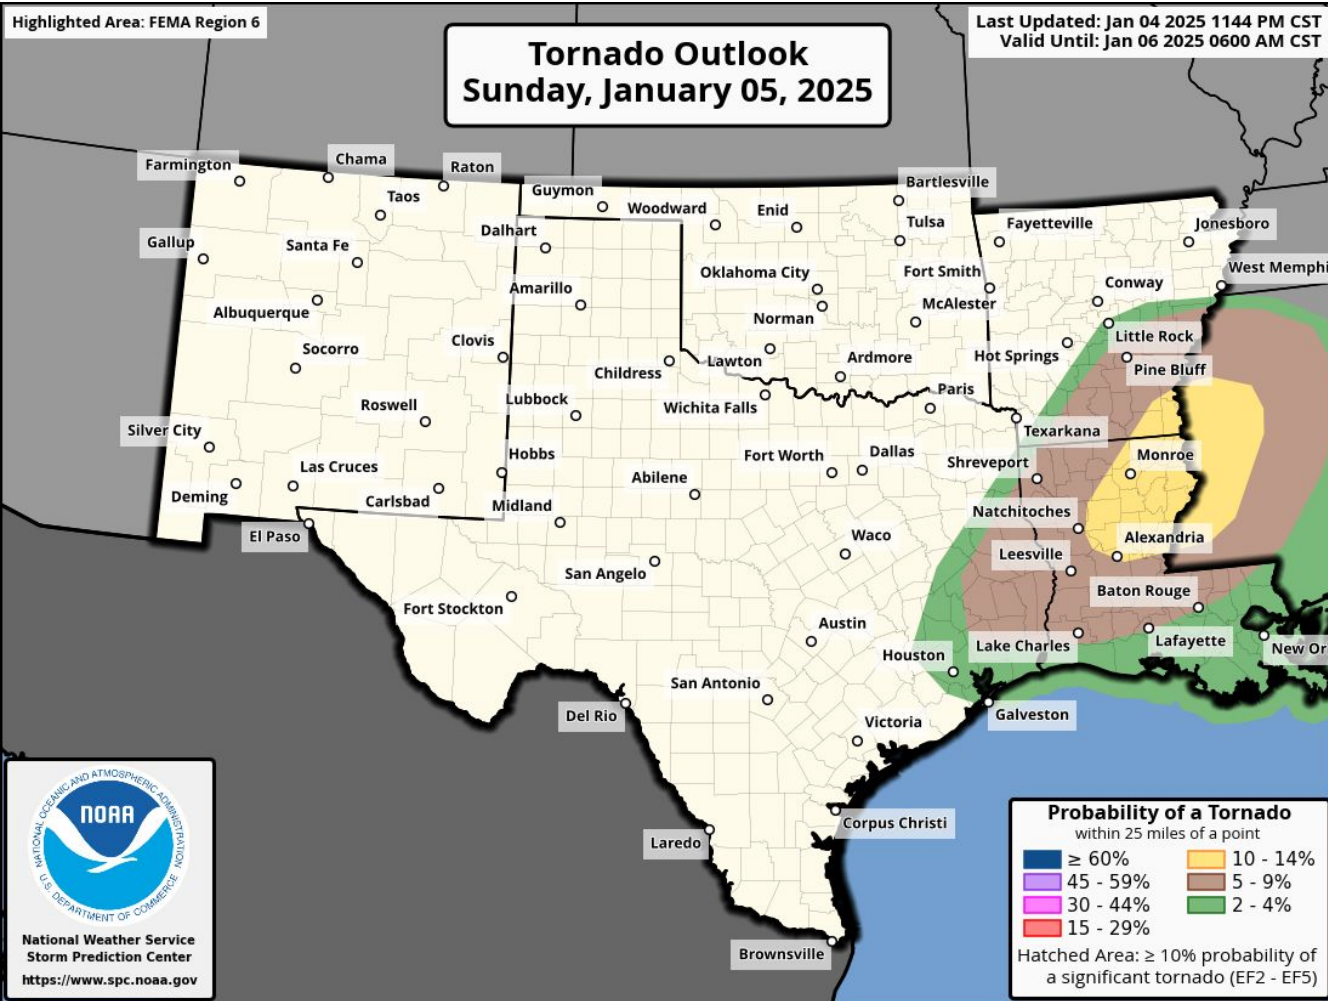 Highlighted Area: FEMA Region 6
Last Updated: Jan 04 2025 1144 PM CST
Valid Until: Jan 06 2025 0600 AM CST
Tornado Outlook
Sunday, January 05, 2025
Farmington
Chama
Raton
Taos
Guymon
Woodward
Enid
Bartlesville
Tulsa
Fayetteville
Jonesboro
Gallup
Santa Fe
Dalhart
Oklahoma City
Fort Smith
West Memphi
Conway
Albuquerque
Amarillo
Norman
McAlester
Little Rock
Socorro
Clovis
Childress
Lawton
Ardmore
Hot Springs
Pine Bluff
Roswell
Lubbock
Wichita Falls
Paris
Texarkana
Silver City
Las Cruces
Hobbs
Abilene
Fort Worth
Dallas
Shreveport
Monroe
Deming
Carlsbad
Midland
Natchitoches
El Paso
San Angelo
Waco
Leesville
Alexandria
Fort Stockton
Austin
Baton Rouge
Houston
Lake Charles
Lafayette
New Or
San Antonio
Del Rio
Victoria
Galveston
Corpus Christi
Laredo
Brownsville
NATIONAL OCEANIC AND ATMOSPHERIC ADMINISTRATION
NOAA
U.S. DEPARTMENT OF COMMERCE
National Weather Service
Storm Prediction Center
https://www.spc.noaa.gov
Probability of a Tornado
within 25 miles of a point
≥ 60% 10 - 14%
45 - 59% 5 - 9%
30 - 44% 2 - 4%
15 - 29%
Hatched Area: ≥ 10% probability of
a significant tornado (EF2 - EF5)